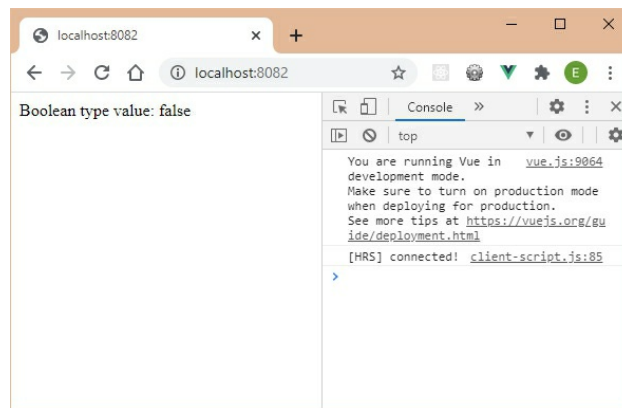 localhost:8082
localhost:8082
E
Boolean type value: false
Console
top
You are running Vue in vue.js:9064
development mode.
Make sure to turn on production mode
when deploying for production.
See more tips at https://vuejs.org/gu
ide/deployment.html
[HRS] connected! client-script.js:85